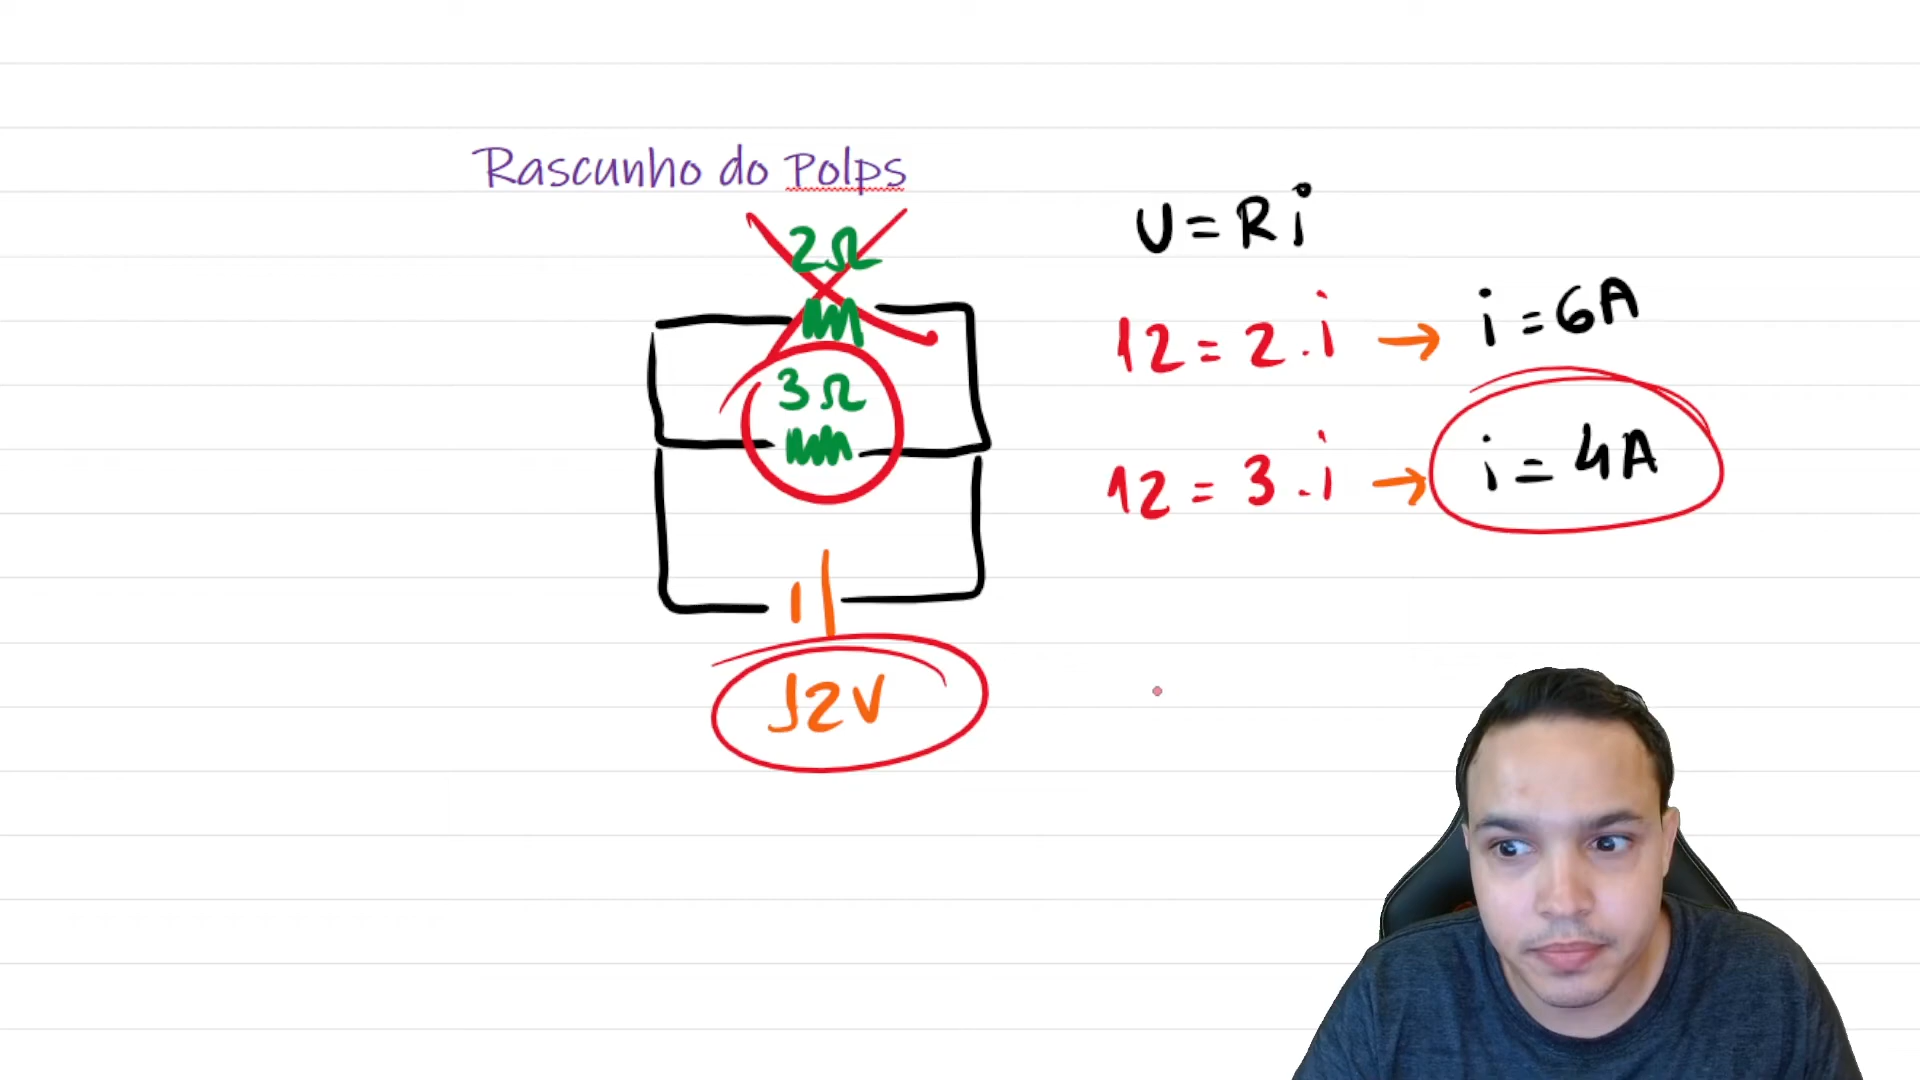 Rascunho do Polps
2Ω
3Ω
12V
U = Ri
12 = 2.i → i = 6A
12 = 3.i → i = 4A